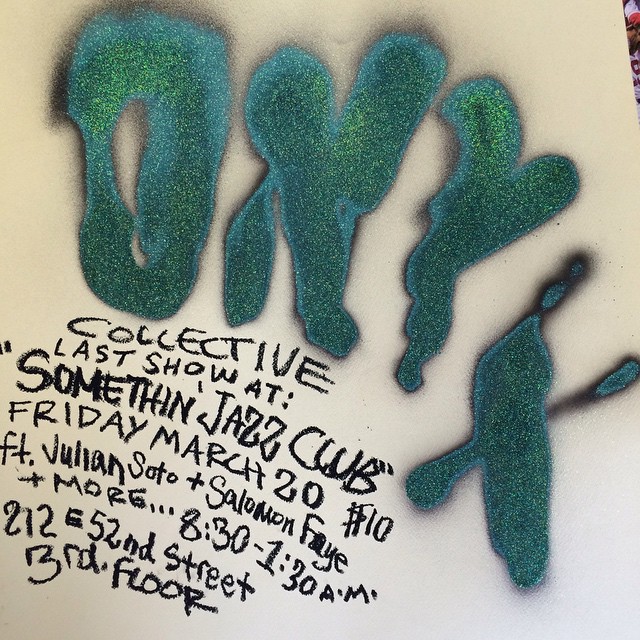 ONYX
COLLECTIVE
LAST SHOW AT:
"SOMETHIN' JAZZ CLUB"
FRIDAY MARCH 20 #10
ft. Julian Soto + Salomon Faye
+ MORE... 8:30-1:30 A.M.
212 E 52nd Street
3rd. FLOOR